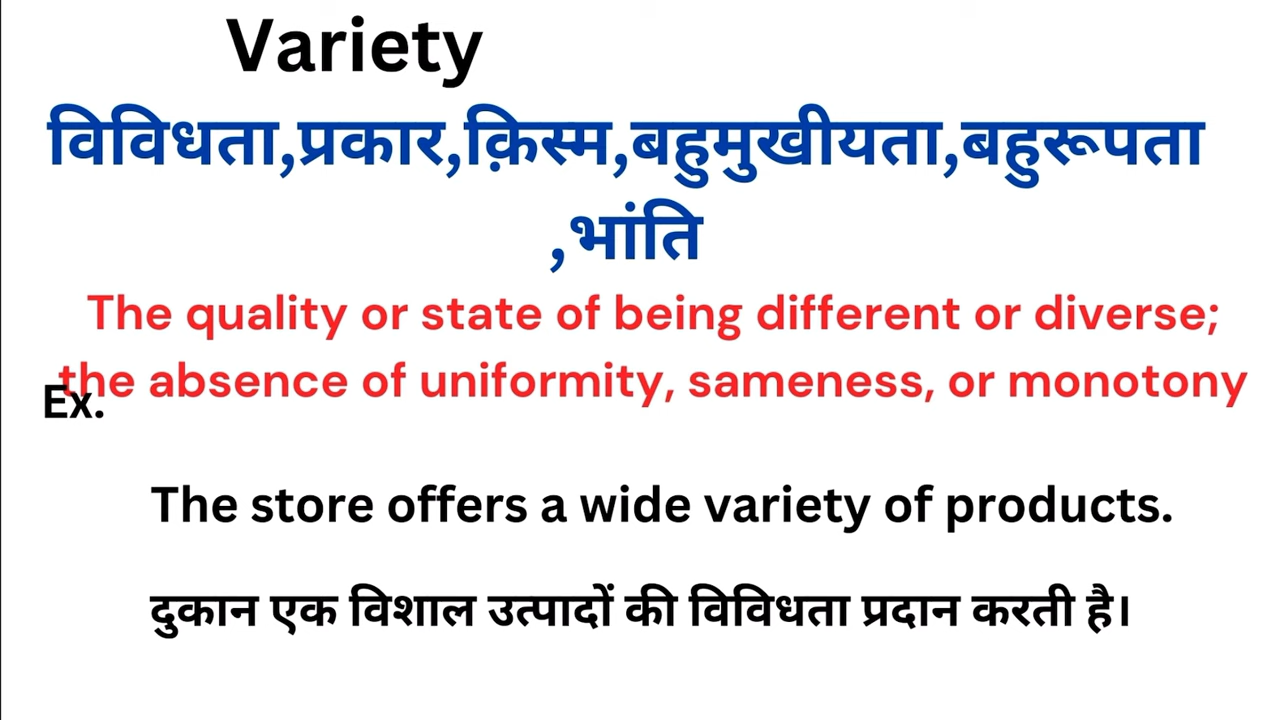 Variety
विविधता,प्रकार,क़िस्म,बहुमुखीयता,बहुरूपता
,भांति
The quality or state of being different or diverse;
the absence of uniformity, sameness, or monotony
Ex.
The store offers a wide variety of products.
दुकान एक विशाल उत्पादों की विविधता प्रदान करती है।